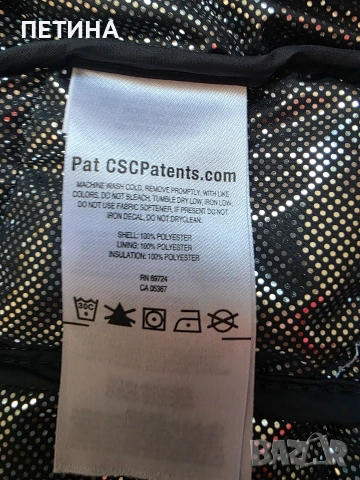 ПЕТИНА
Pat CSCPatents.com
MACHINE WASH COLD, REMOVE PROMPTLY, WITH LIKE
COLORS, DO NOT BLEACH, TUMBLE DRY LOW, IRON LOW,
DO NOT USE FABRIC SOFTENER, IF PRESENT DO NOT
IRON DECAL, DO NOT DRYCLEAN.
SHELL: 100% POLYESTER
LINING: 100% POLYESTER
INSULATION: 100% POLYESTER
RN 69724
CA 05367
30C
BAZAR